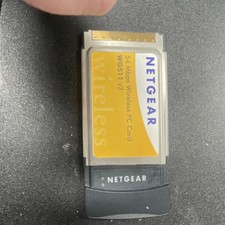 NETGEAR
54 Mbps Wireless PC Card
WG511 v2
wireless
NETGEAR